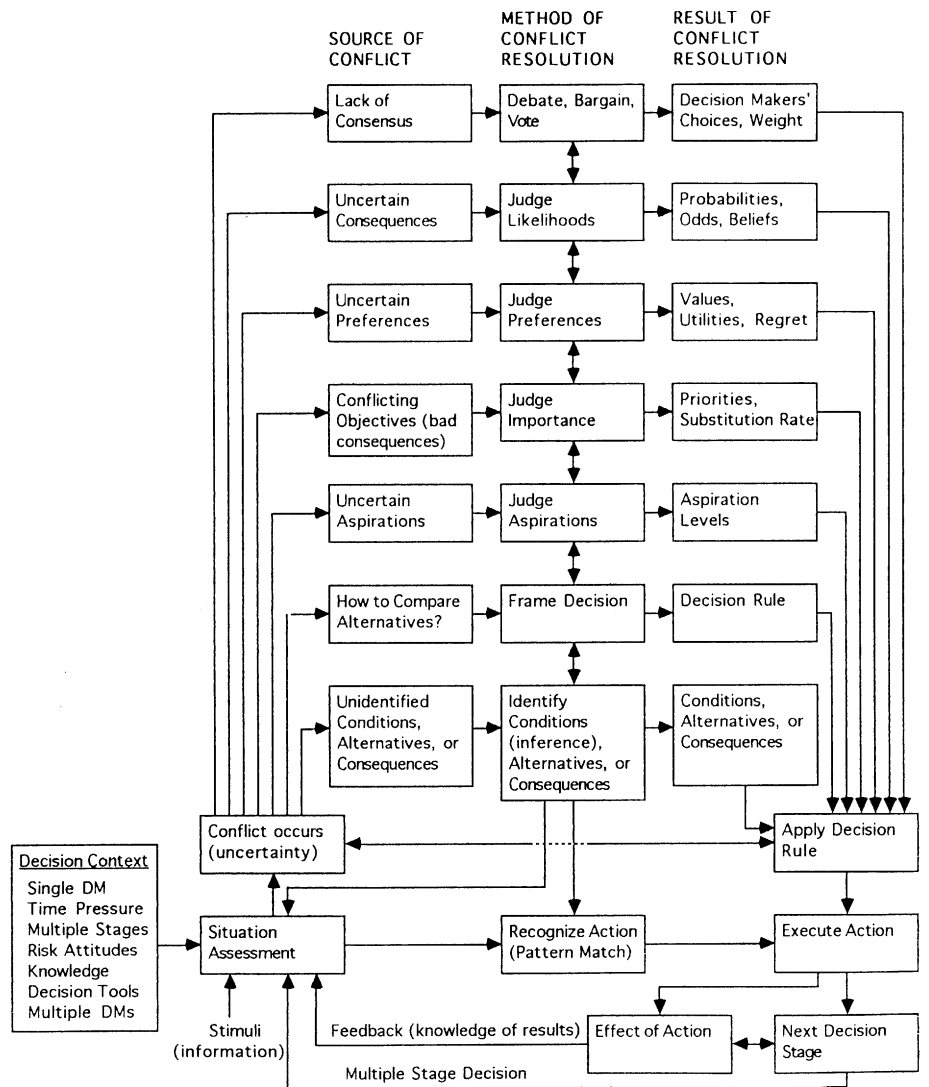 SOURCE OF
CONFLICT
METHOD OF
CONFLICT
RESOLUTION
RESULT OF
CONFLICT
RESOLUTION
Lack of
Consensus
Debate, Bargain,
Vote
Decision Makers'
Choices, Weight
Uncertain
Consequences
Judge
Likelihoods
Probabilities,
Odds, Beliefs
Uncertain
Preferences
Judge
Preferences
Values,
Utilities, Regret
Conflicting
Objectives (bad
consequences)
Judge
Importance
Priorities,
Substitution Rate
Uncertain
Aspirations
Judge
Aspirations
Aspiration
Levels
How to Compare
Alternatives?
Frame Decision
Decision Rule
Unidentified
Conditions,
Alternatives, or
Consequences
Identify
Conditions
(inference),
Alternatives, or
Consequences
Conditions,
Alternatives, or
Consequences
Conflict occurs
(uncertainty)
Apply Decision
Rule
Decision Context
Single DM
Time Pressure
Multiple Stages
Risk Attitudes
Knowledge
Decision Tools
Multiple DMs
Situation
Assessment
Recognize Action
(Pattern Match)
Execute Action
Stimuli
(information)
Feedback (knowledge of results)
Effect of Action
Next Decision
Stage
Multiple Stage Decision